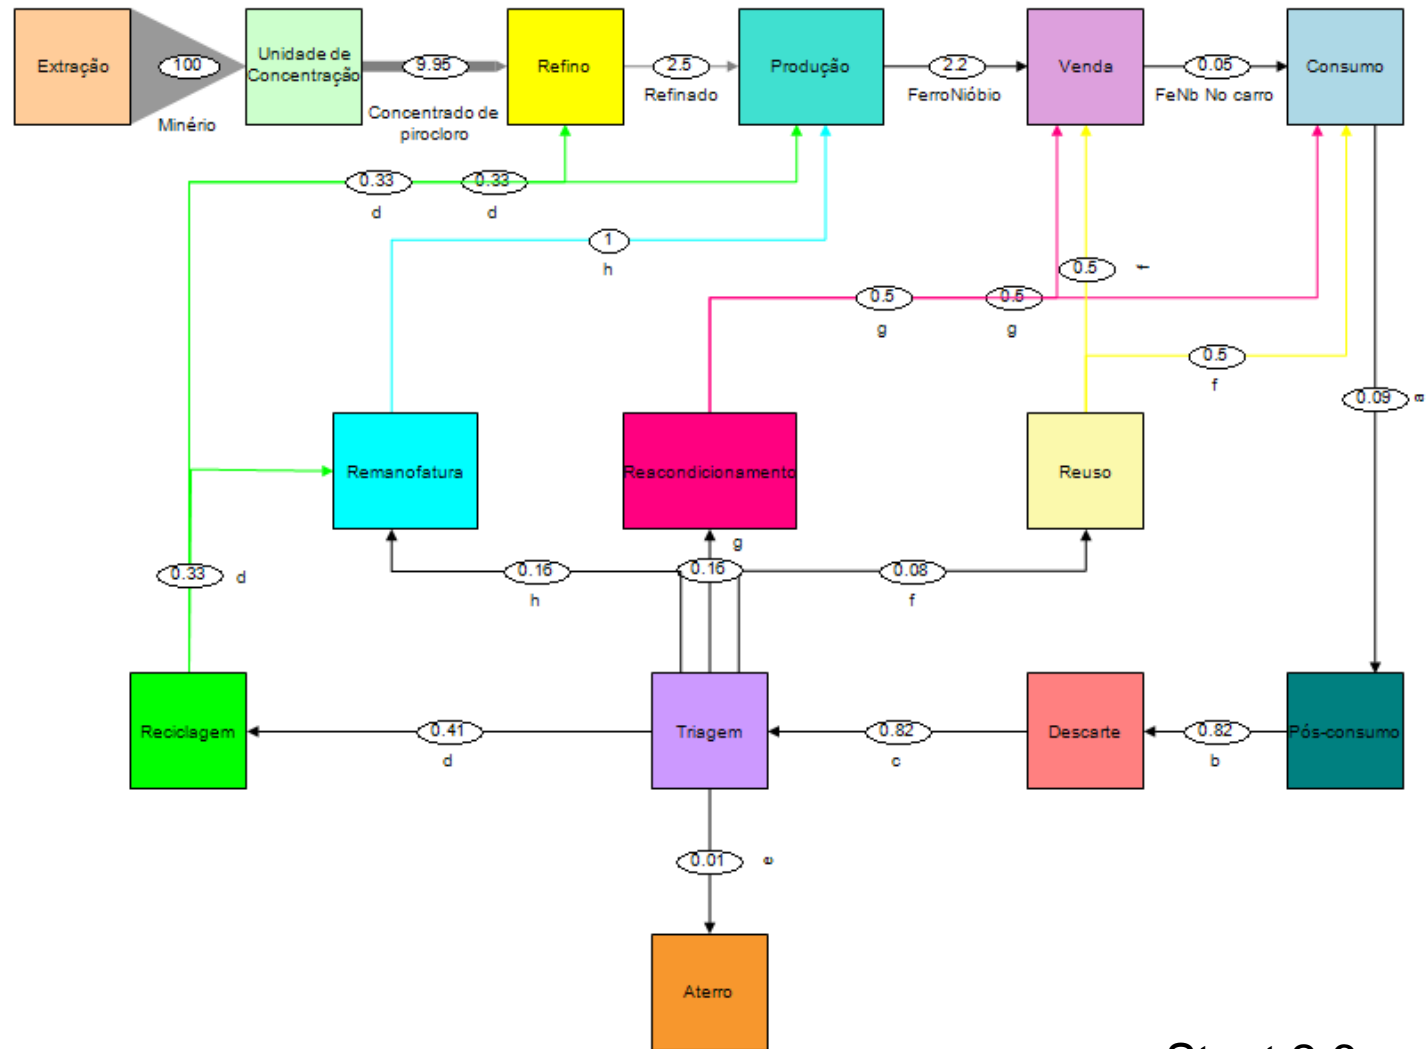 Extração
100
Minério
Unidade de
Concentração
9.95
Concentrado de
pirocloro
Refino
2.5
Refinado
Produção
2.2
FerroNióbio
Venda
0.05
FeNb No carro
Consumo
0.33
d
0.33
d
1
h
0.5
f
0.5
g
0.5
g
0.5
f
0.09
a
Remanofatura
Reacondicionamento
Reuso
0.33
d
0.16
h
0.16
g
0.08
f
Reciclagem
0.41
d
Triagem
0.82
c
Descarte
0.82
b
Pós-consumo
0.01
e
Aterro